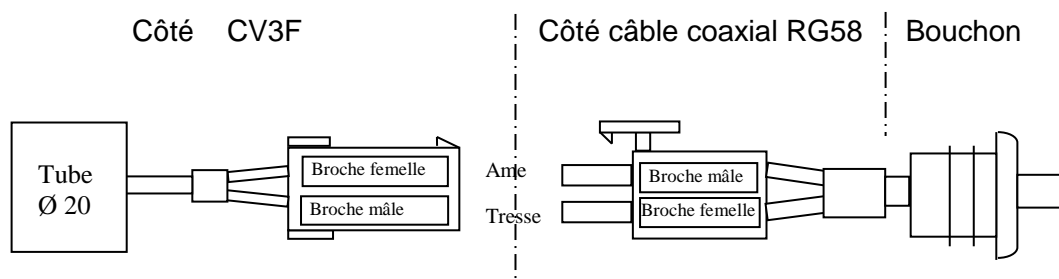 Côté CV3F
Côté câble coaxial RG58
Bouchon
Tube
Ø 20
Broche femelle
Broche mâle
Ame
Tresse
Broche mâle
Broche femelle